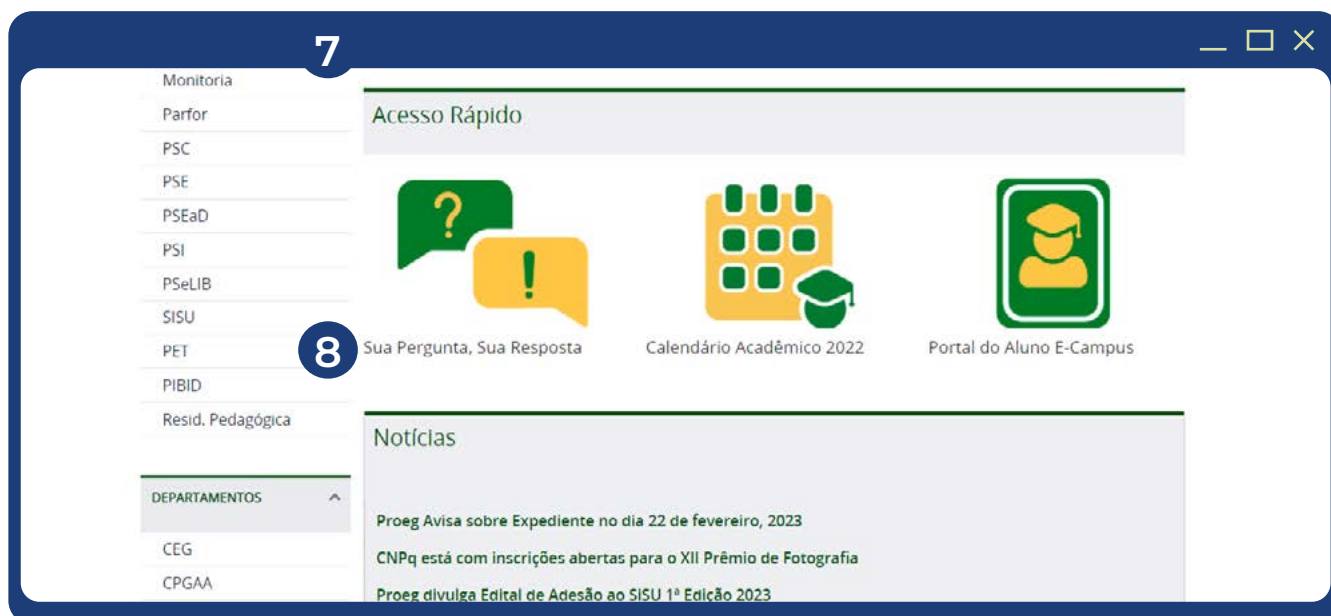 7
Monitoria
Parfor
PSC
PSE
PSEaD
PSI
PSeLIB
SISU
PET
PIBID
Resid. Pedagógica
DEPARTAMENTOS
CEG
CPGAA
Acesso Rápido
?
!
8
Sua Pergunta, Sua Resposta
Calendário Acadêmico 2022
Portal do Aluno E-Campus
Notícias
Proeg Avisa sobre Expediente no dia 22 de fevereiro, 2023
CNPq está com inscrições abertas para o XII Prêmio de Fotografia
Proeg divulga Edital de Adesão ao SiSU 1ª Edição 2023